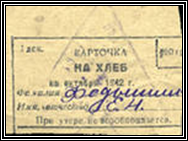 1 дек. КАРТОЧКА
НА ХЛЕБ
на октябрь 1942 г.
Фамилия
Имя, отчество Е.Н.
При утере не возобновляется.